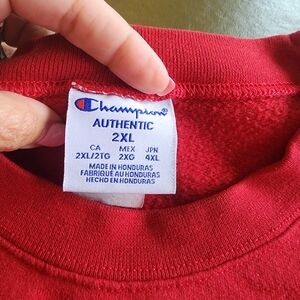 Champion
AUTHENTIC
2XL
CA MEX JPN
2XL/2TG 2XG 4XL
MADE IN HONDURAS
FABRIQUÉ AU HONDURAS
HECHO EN HONDURAS